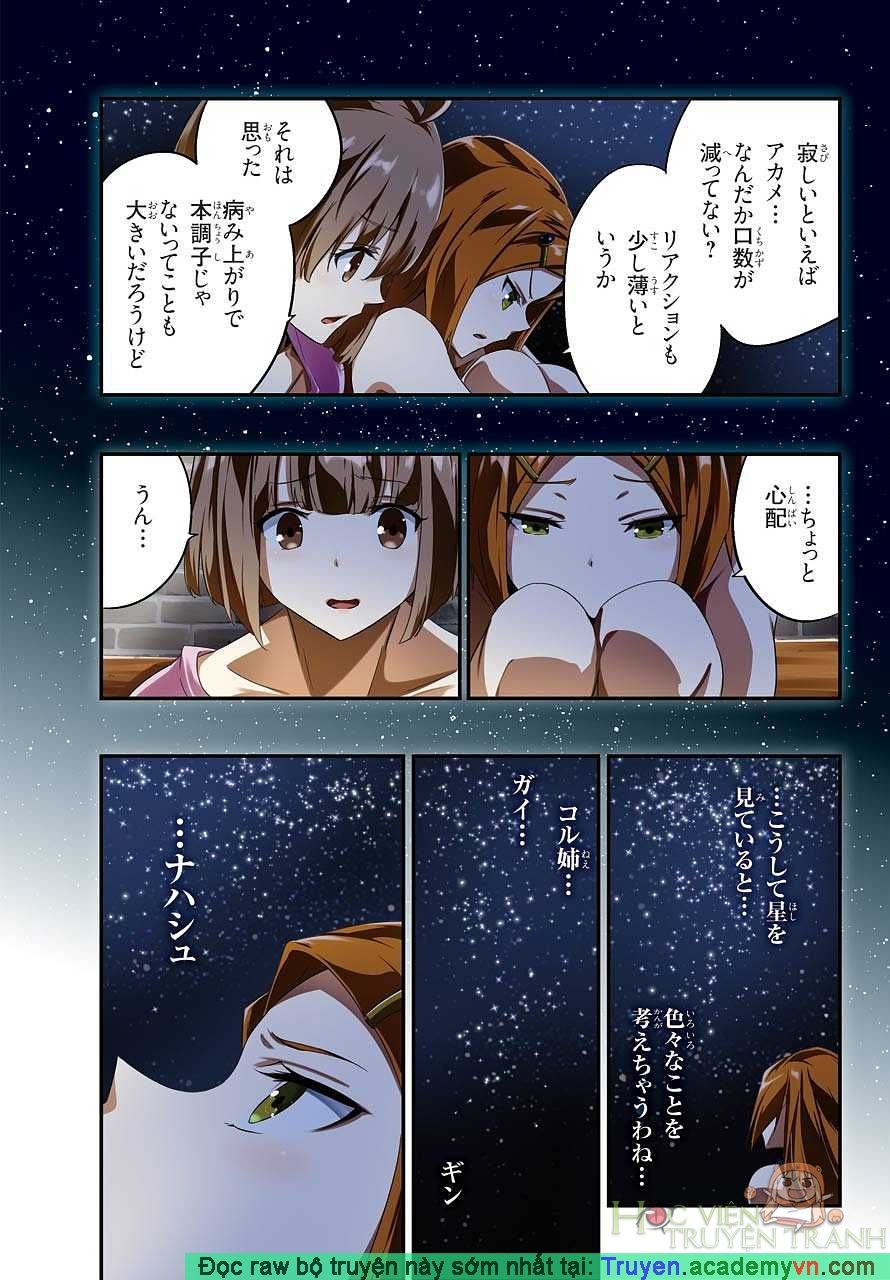 寂しいといえば
アカメ…
なんだか口数が
減ってない?
リアクションも
少し薄いと
いうか
それは
思った
病み上がりで
本調子じゃ
ないってことも
大きいだろうけど
…ちょっと
心配
うん…
…こうして星を
見ていると…
色々なことを
考えちゃうわね…
コル姉…
ガイ…
ギン
…ナハシュ
HỌC VIỆN
TRUYỆN TRANH
Đọc raw bộ truyện này sớm nhất tại: Truyen.academyvn.com